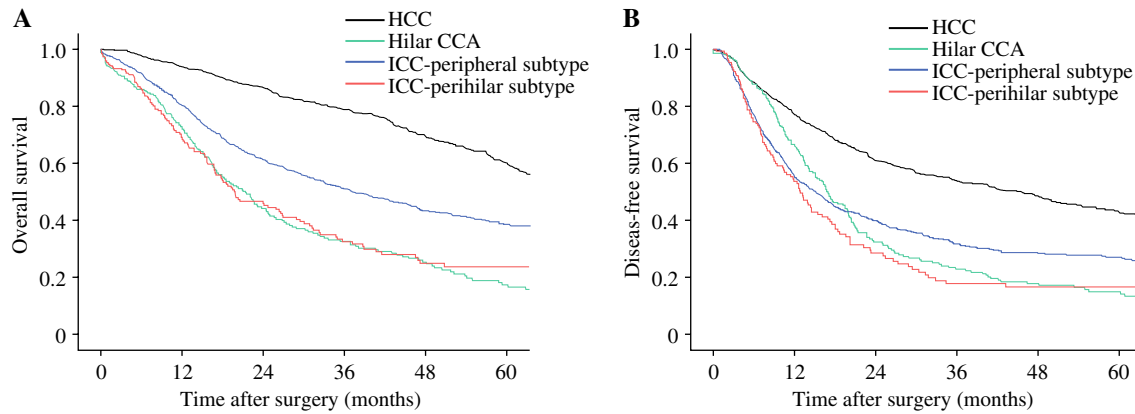 A
HCC
Hilar CCA
ICC-peripheral subtype
ICC-perihilar subtype
Overall survival
1.0
0.8
0.6
0.4
0.2
0
0 12 24 36 48 60
Time after surgery (months)
B
HCC
Hilar CCA
ICC-peripheral subtype
ICC-perihilar subtype
Diseas-free survival
1.0
0.8
0.6
0.4
0.2
0
0 12 24 36 48 60
Time after surgery (months)